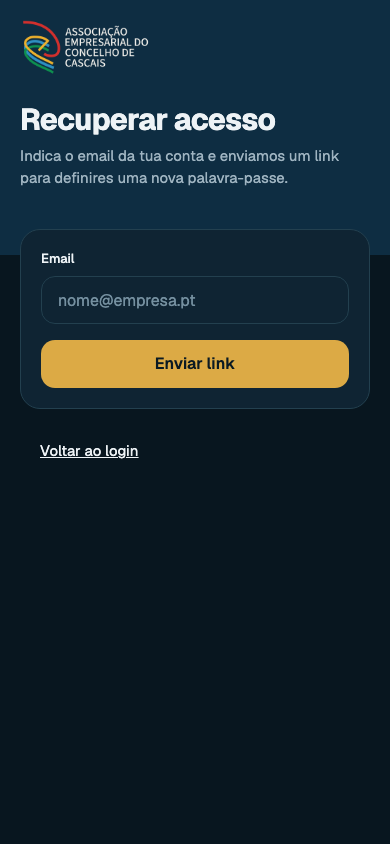 ASSOCIAÇÃO
EMPRESARIAL DO
CONCELHO DE
CASCAIS
Recuperar acesso
Indica o email da tua conta e enviamos um link
para definires uma nova palavra-passe.
Email
nome@empresa.pt
Enviar link
Voltar ao login